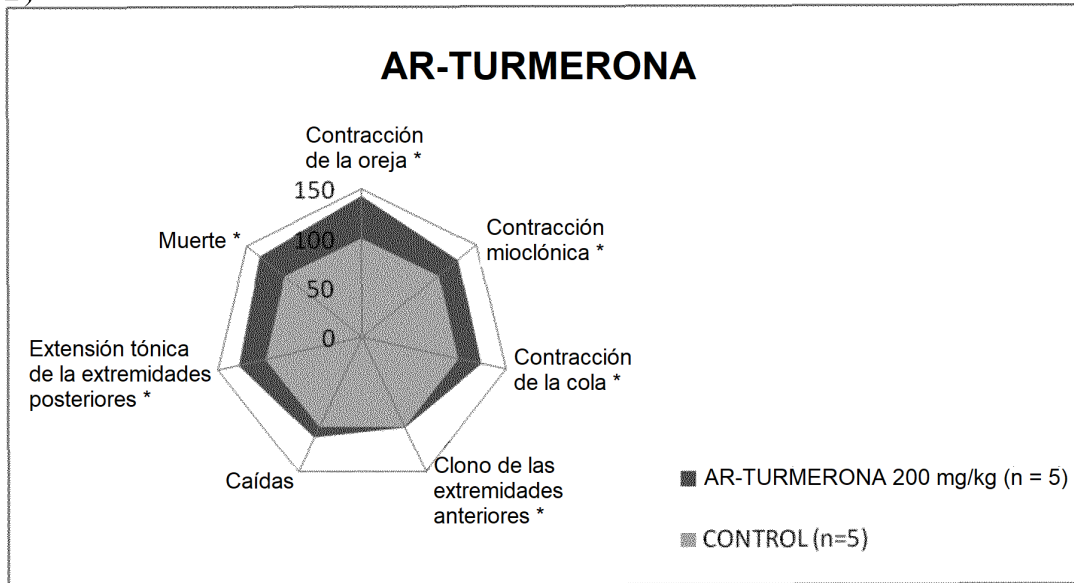 AR-TURMERONA
Contracción
de la oreja *
150
100
50
0
Contracción
mioclónica *
Contracción
de la cola *
Clono de las
extremidades
anteriores *
Caídas
Extensión tónica
de la extremidades
posteriores *
Muerte *
AR-TURMERONA 200 mg/kg (n = 5)
CONTROL (n=5)